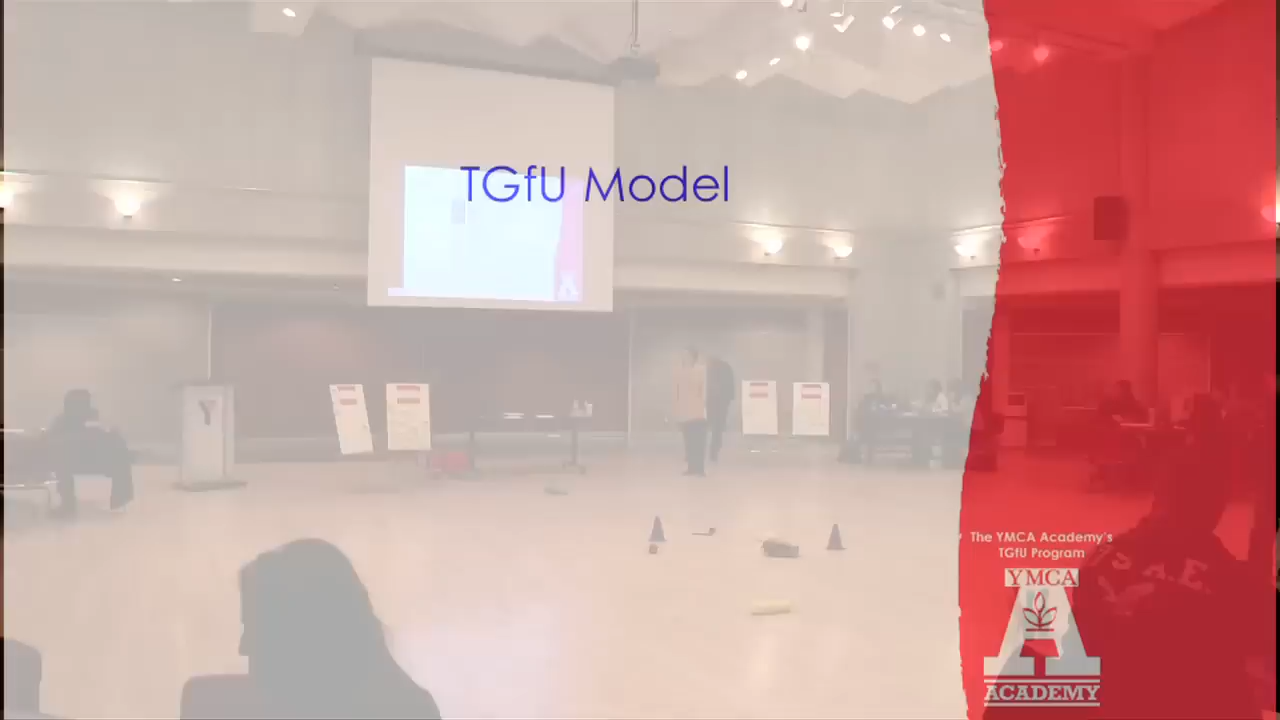 TGfU Model
Y
The YMCA Academy's
TGfU Program
YMCA
A
ACADEMY